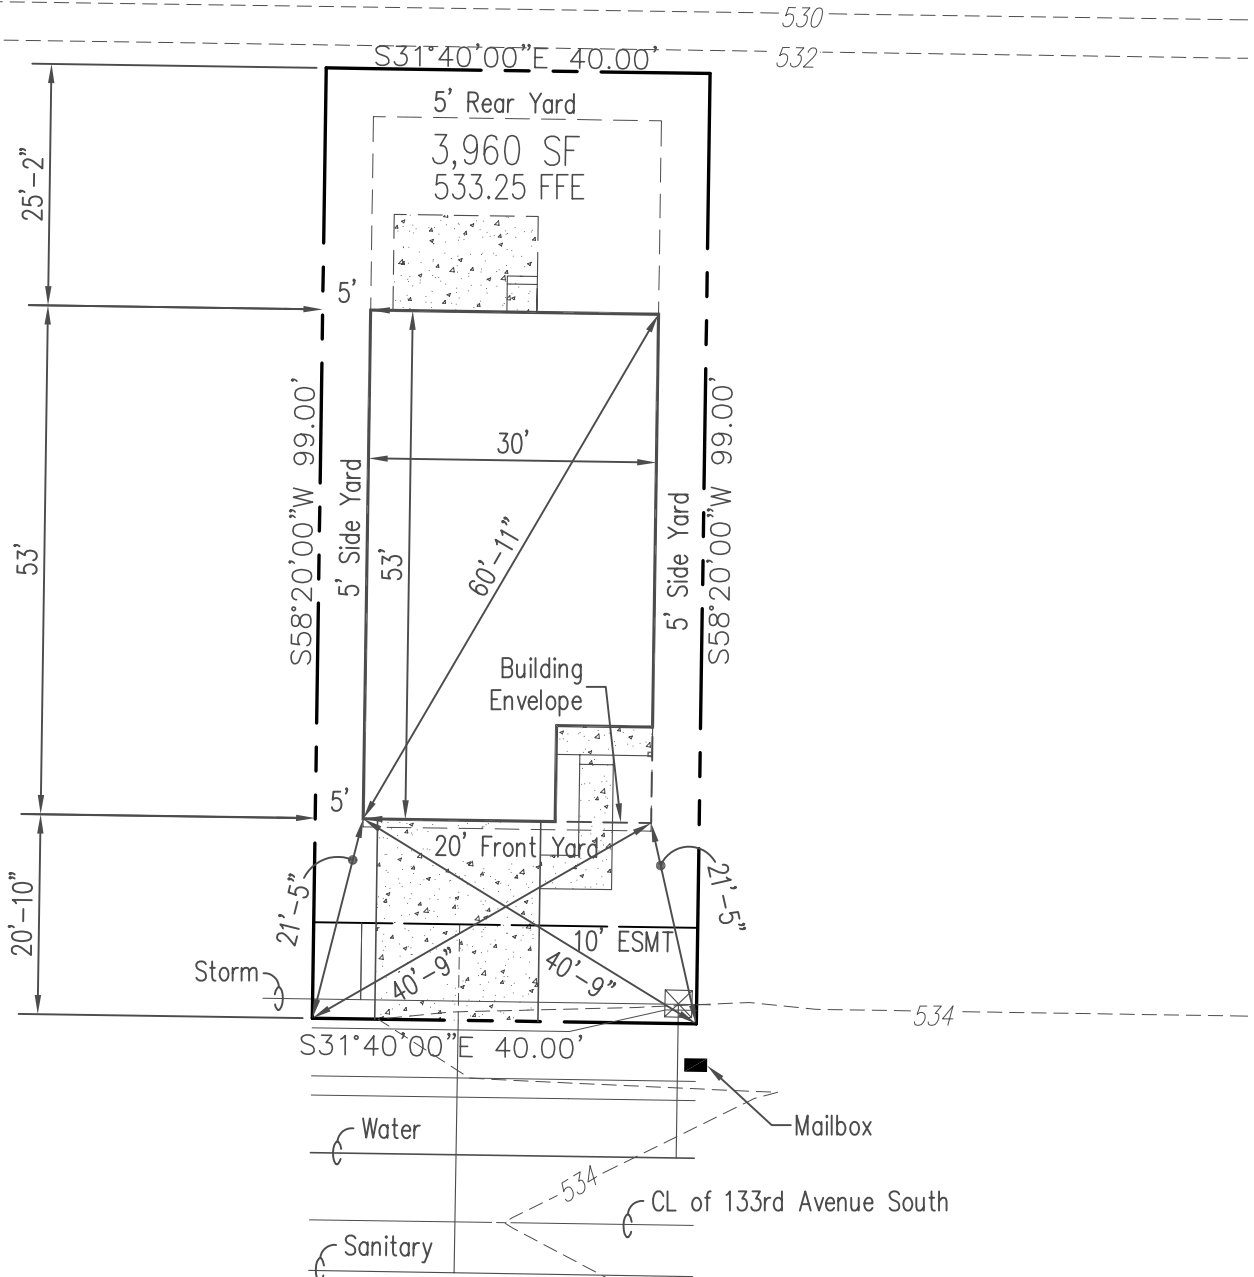 530
532
S31°40'00"E 40.00'
5' Rear Yard
3,960 SF
533.25 FFE
25'-2"
5'
S58°20'00"W 99.00'
S58°20'00"W 99.00'
30'
5' Side Yard
5' Side Yard
53'
53'
60'-11"
Building
Envelope
5'
20' Front Yard
21'-5"
21'-5"
20'-10"
10' ESMT
40'-9"
40'-9"
Storm
534
S31°40'00"E 40.00'
Mailbox
Water
534
CL of 133rd Avenue South
Sanitary